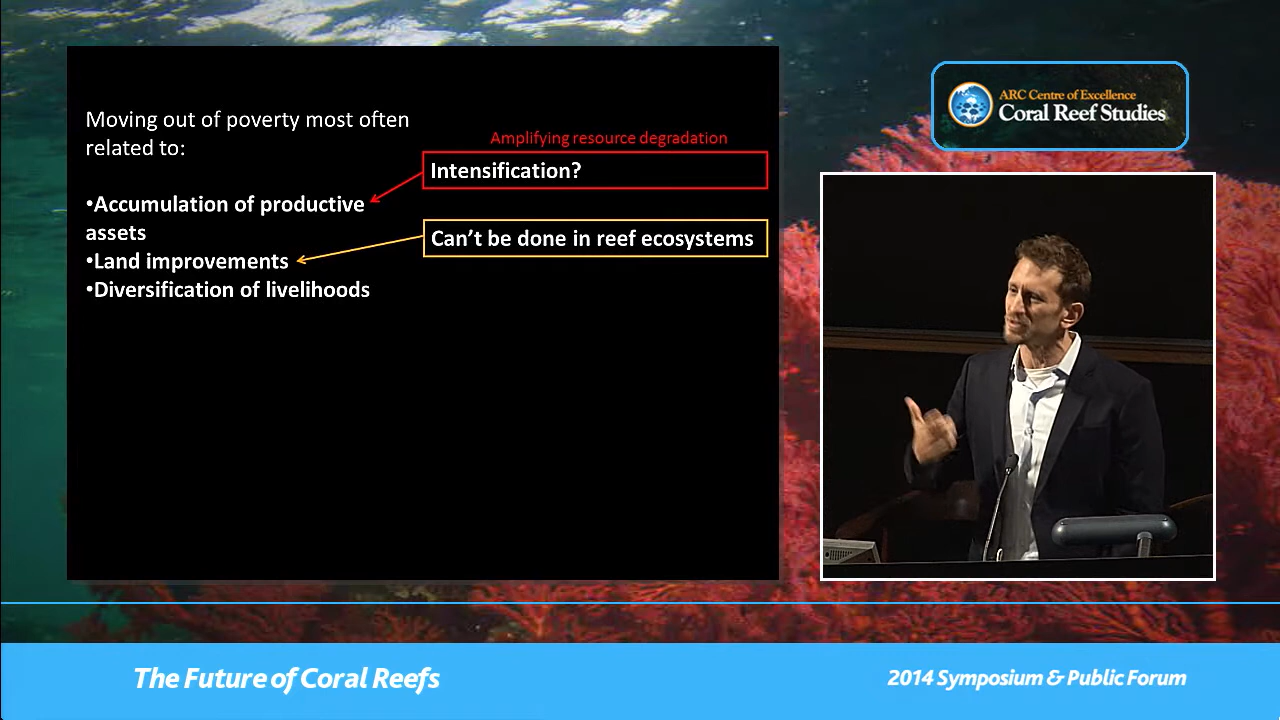 Moving out of poverty most often
related to:
•Accumulation of productive
assets
•Land improvements
•Diversification of livelihoods
Amplifying resource degradation
Intensification?
Can't be done in reef ecosystems
ARC Centre of Excellence
Coral Reef Studies
The Future of Coral Reefs
2014 Symposium & Public Forum